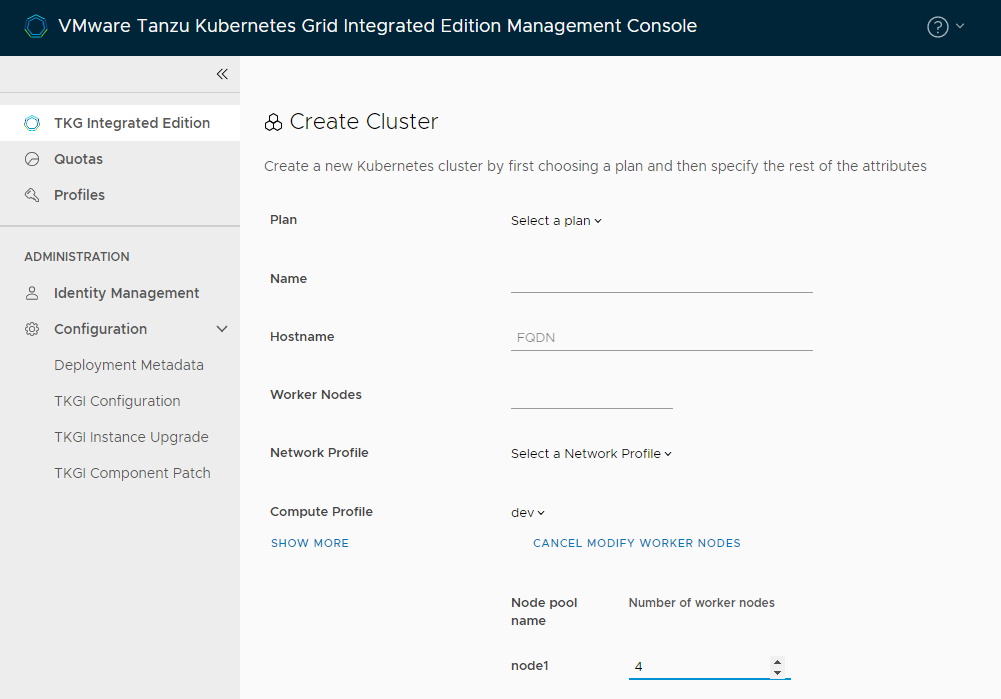 VMware Tanzu Kubernetes Grid Integrated Edition Management Console
TKG Integrated Edition
Quotas
Profiles
ADMINISTRATION
Identity Management
Configuration
Deployment Metadata
TKGI Configuration
TKGI Instance Upgrade
TKGI Component Patch
Create Cluster
Create a new Kubernetes cluster by first choosing a plan and then specify the rest of the attributes
Plan Select a plan
Name
Hostname FQDN
Worker Nodes
Network Profile Select a Network Profile
Compute Profile dev
SHOW MORE CANCEL MODIFY WORKER NODES
Node pool Number of worker nodes
name
node1 4